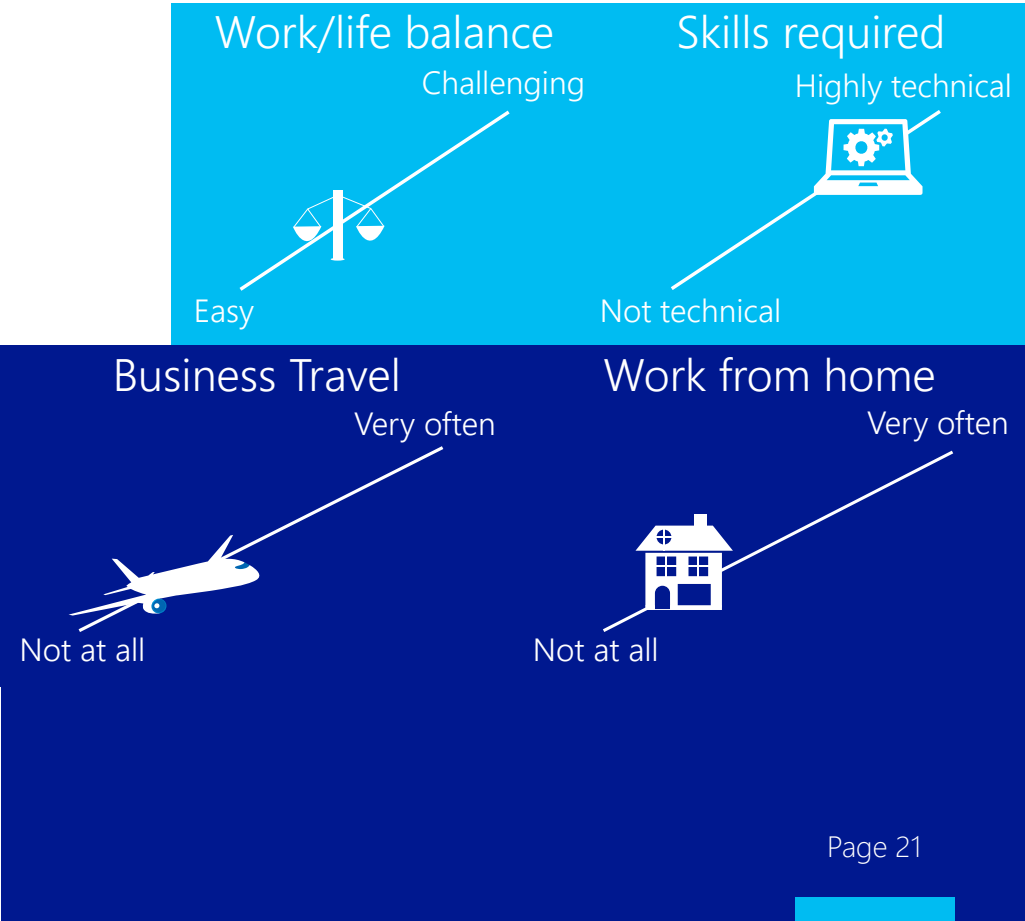 Work/life balance
Challenging
Easy
Skills required
Highly technical
Not technical
Business Travel
Very often
Not at all
Work from home
Very often
Not at all
Page 21